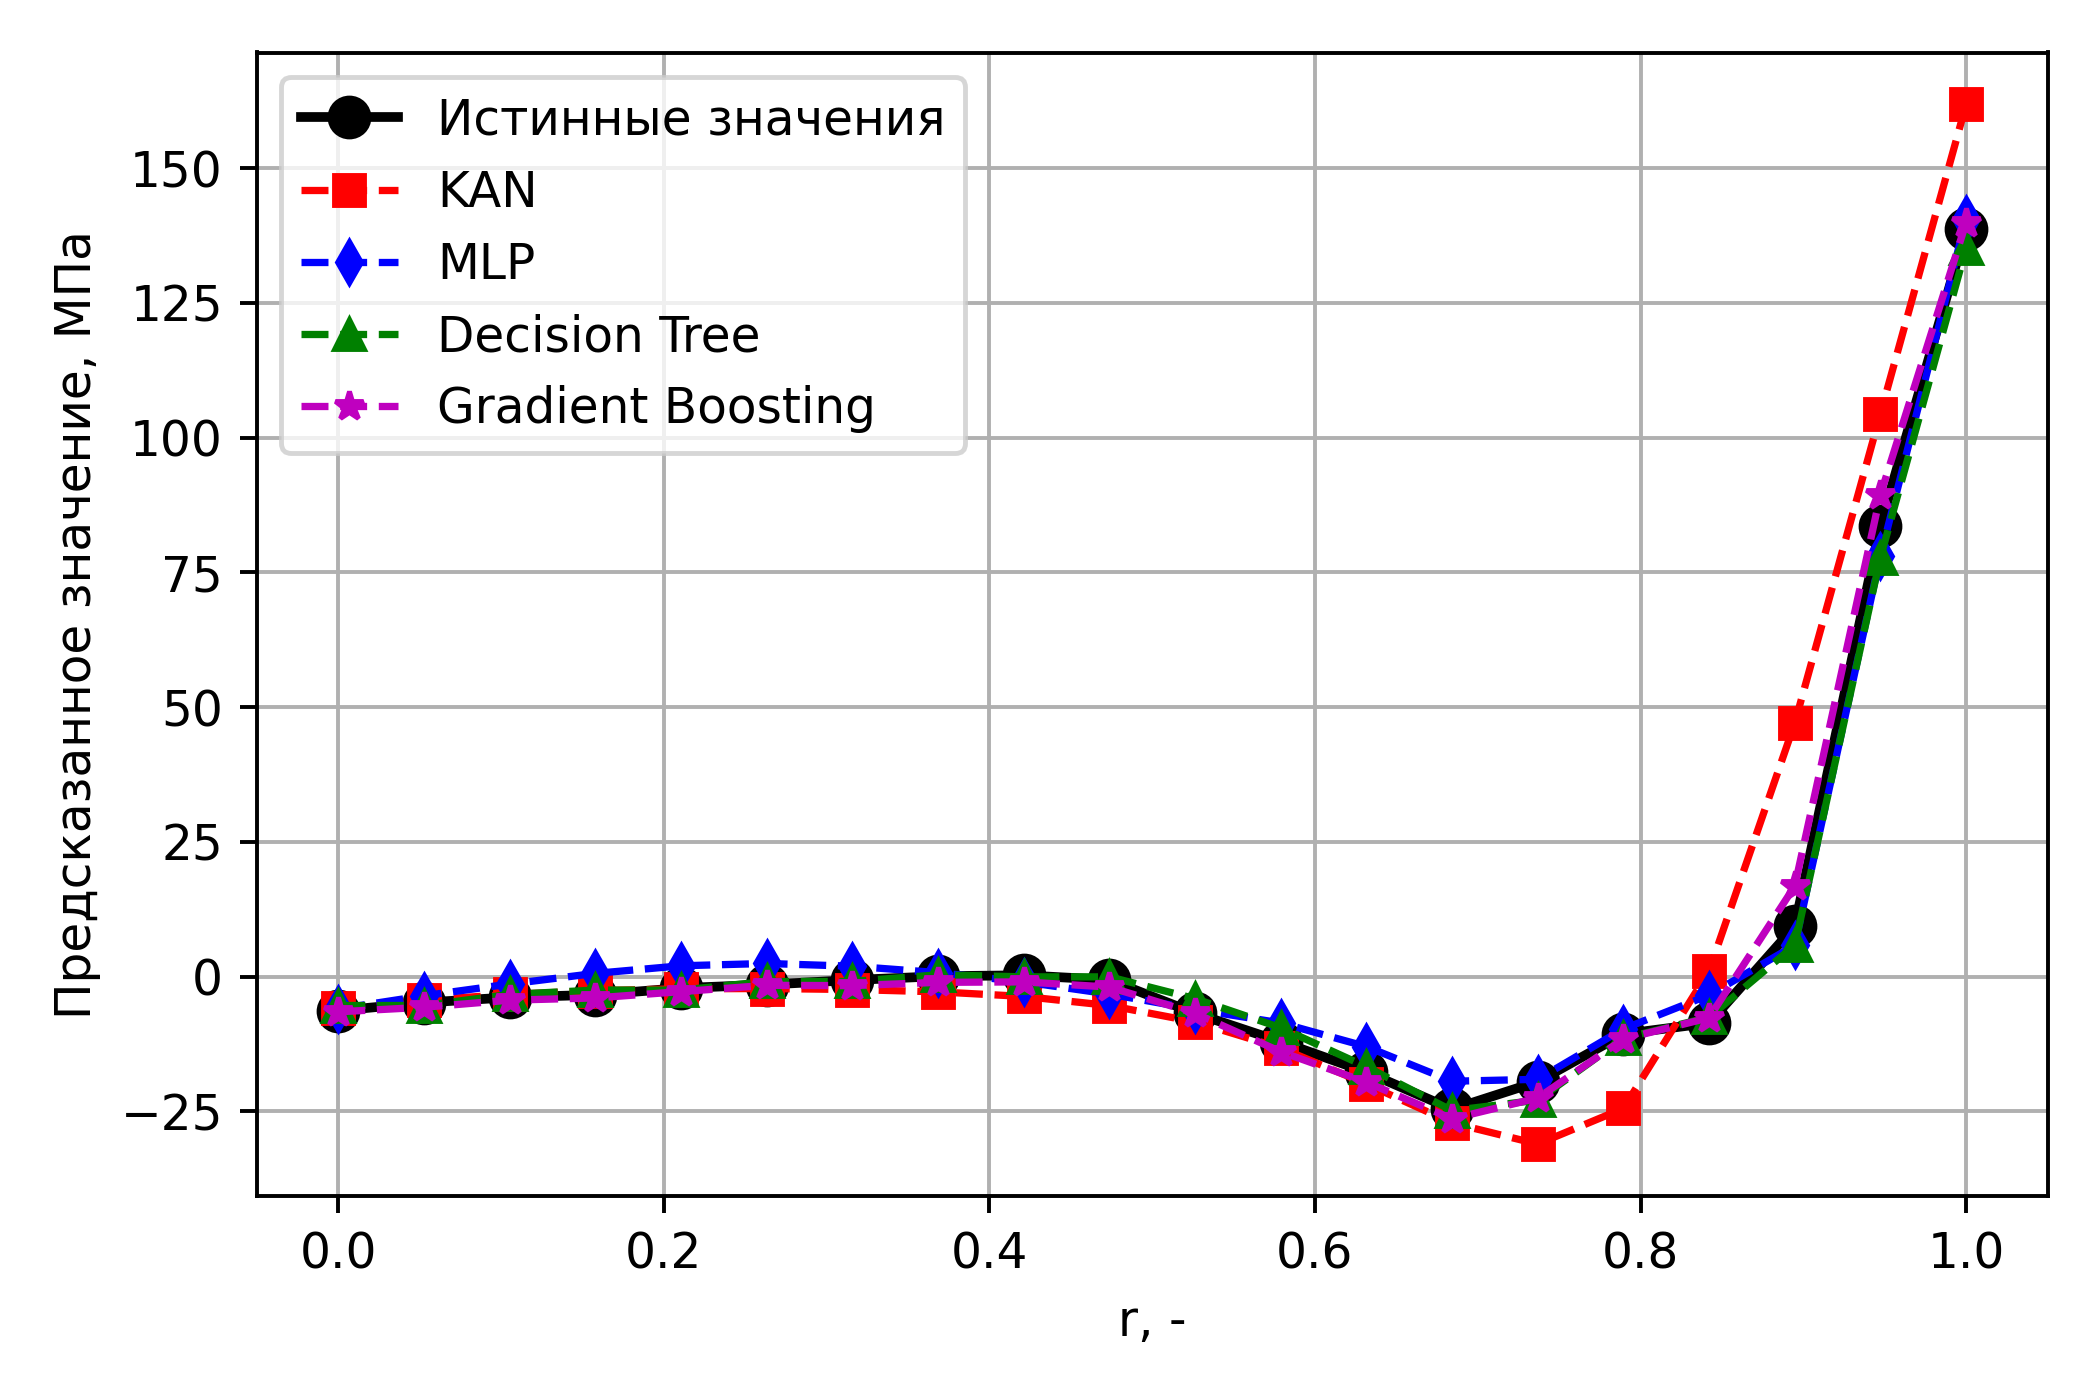 Истинные значения
KAN
MLP
Decision Tree
Gradient Boosting
Предсказанное значение, МПа
150
125
100
75
50
25
0
−25
0.0 0.2 0.4 0.6 0.8 1.0
r, -